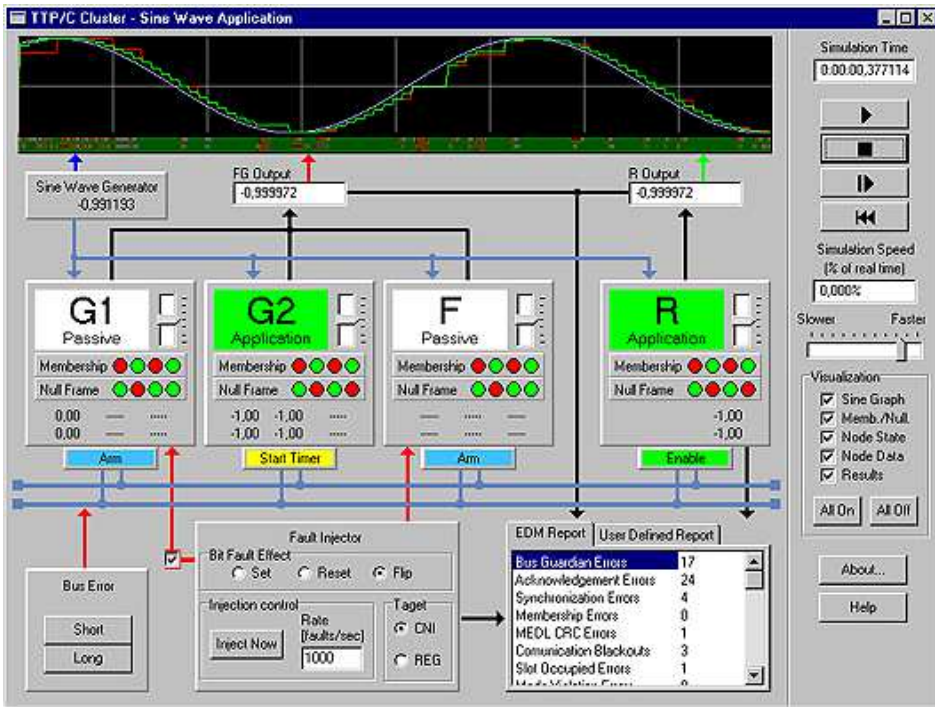 TTP/C Cluster - Sine Wave Application
Simulation Time
0:00:00,377114
FG Output
-0,999972
R Output
-0,999972
Sine Wave Generator
-0,991193
Simulation Speed
(% of real time)
0,000%
Slower Faster
G1
Passive
Membership
Null Frame
0.00 ---- -----
0.00 ---- -----
Arm
G2
Application
Membership
Null Frame
-1,00 -1,00 -----
-1,00 -1,00 -----
Start Timer
F
Passive
Membership
Null Frame
---- ---- -----
---- ---- -----
Arm
R
Application
Membership
Null Frame
-1,00
-1,00
Enable
Visualization
Sine Graph
Memb./Null.
Node State
Node Data
Results
All On All Off
About...
Help
Bus Error
Short
Long
Fault Injector
Bit Fault Effect
Set Reset Flip
Injection control
Inject Now
Rate
(faults/sec)
1000
Taget
CNI
REG
EDM Report User Defined Report
Bus Guardian Errors 17
Acknowledgement Errors 24
Synchronization Errors 4
Membership Errors 0
MEDL CRC Errors 1
Comunication Blackouts 3
Slot Occupied Errors 1
Mode Violation Errors 0